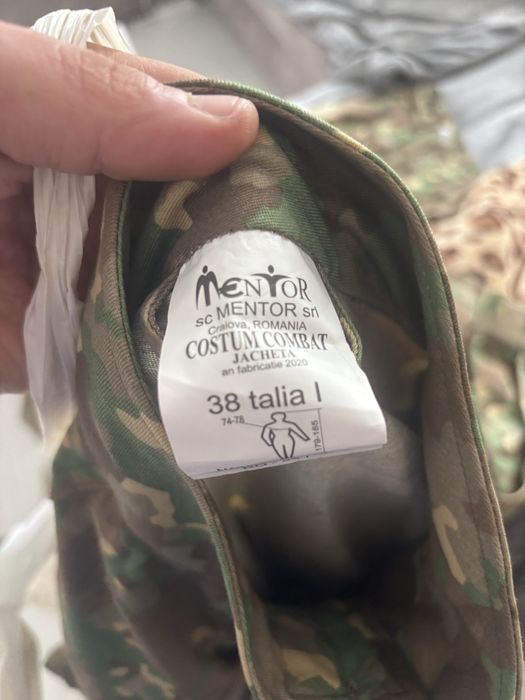 MENTOR
SC MENTOR srl
Craiova, ROMANIA
COSTUM COMBAT
JACHETA
an fabricatie 2020
38 talia I
74-78
179-185